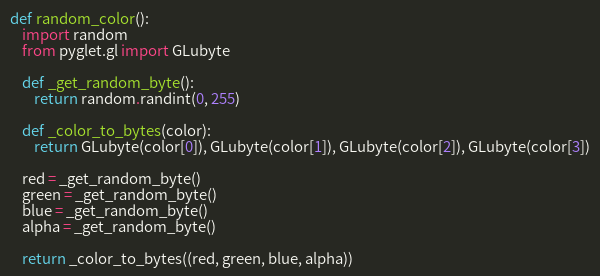 def random_color():
    import random
    from pyglet.gl import GLubyte

    def _get_random_byte():
        return random.randint(0, 255)

    def _color_to_bytes(color):
        return GLubyte(color[0]), GLubyte(color[1]), GLubyte(color[2]), GLubyte(color[3])

    red = _get_random_byte()
    green = _get_random_byte()
    blue = _get_random_byte()
    alpha = _get_random_byte()

    return _color_to_bytes((red, green, blue, alpha))